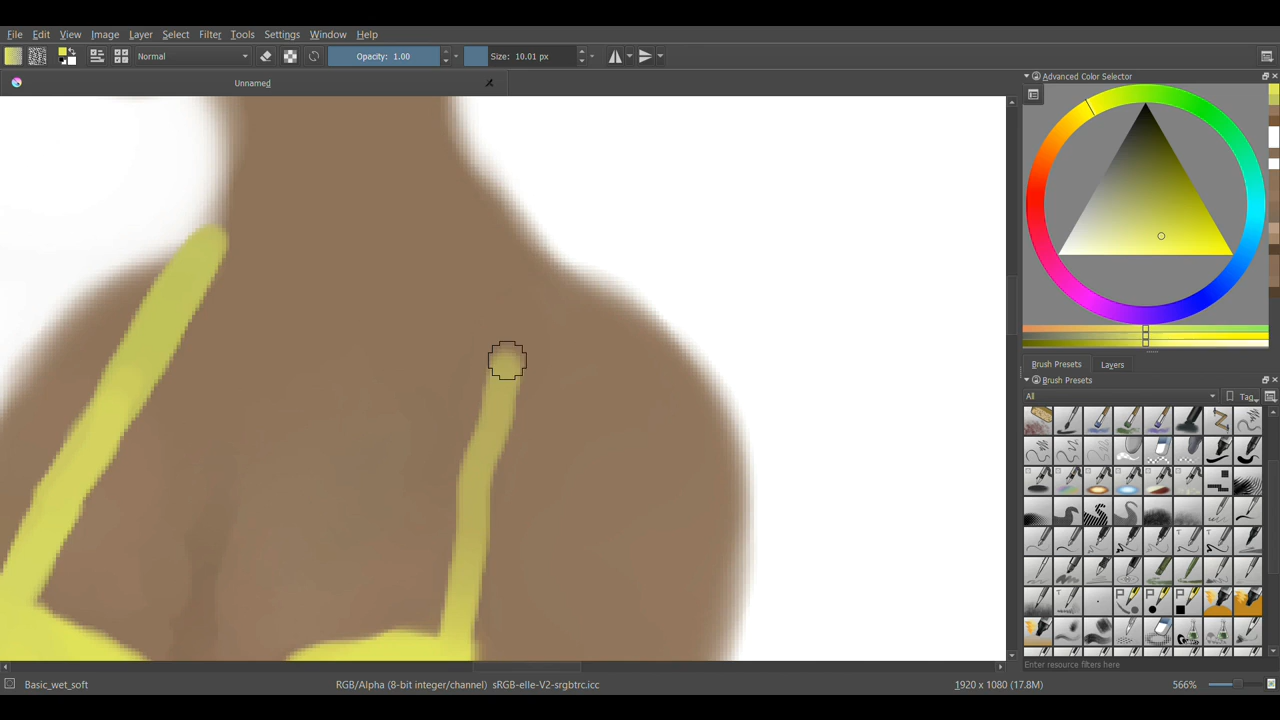 File Edit View Image Layer Select Filter Tools Settings Window Help
Normal Opacity: 1.00 Size: 10.01 px
Unnamed
Advanced Color Selector
Brush Presets Layers
Brush Presets
All Tag
Enter resource filters here
Basic_wet_soft RGB/Alpha (8-bit integer/channel) sRGB-elle-V2-srgbtrc.icc 1920 x 1080 (17.8M) 566%